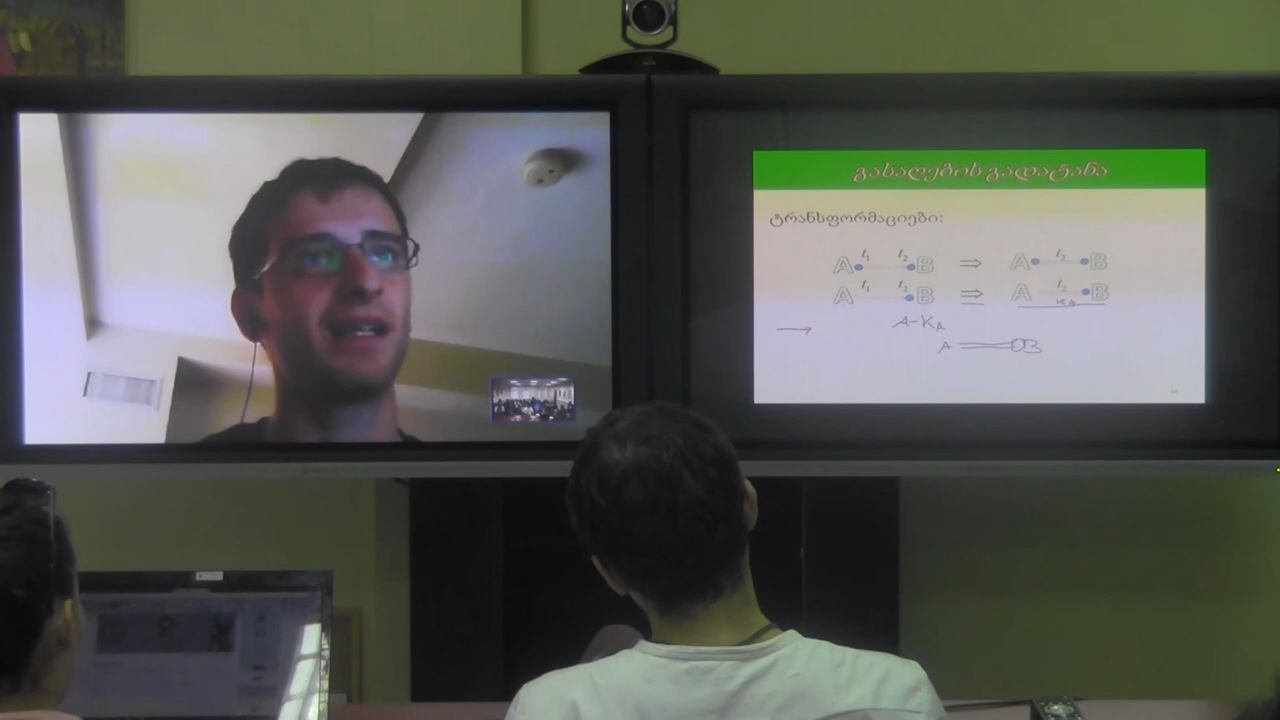 გასაღების გადატანა
ტრანსფორმაციები:
A t₁ t₂ B ⇒ A t₂ B
A t₁ t₂ B ⇒ A t₂ B
KA
→ A-KA
A B